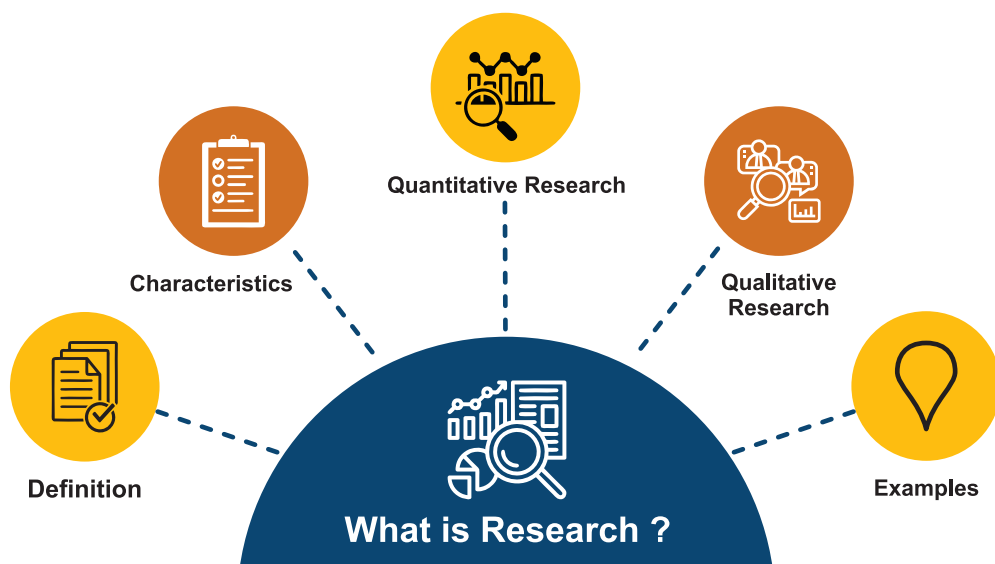 Quantitative Research
Characteristics
Qualitative
Research
Definition
Examples
What is Research ?